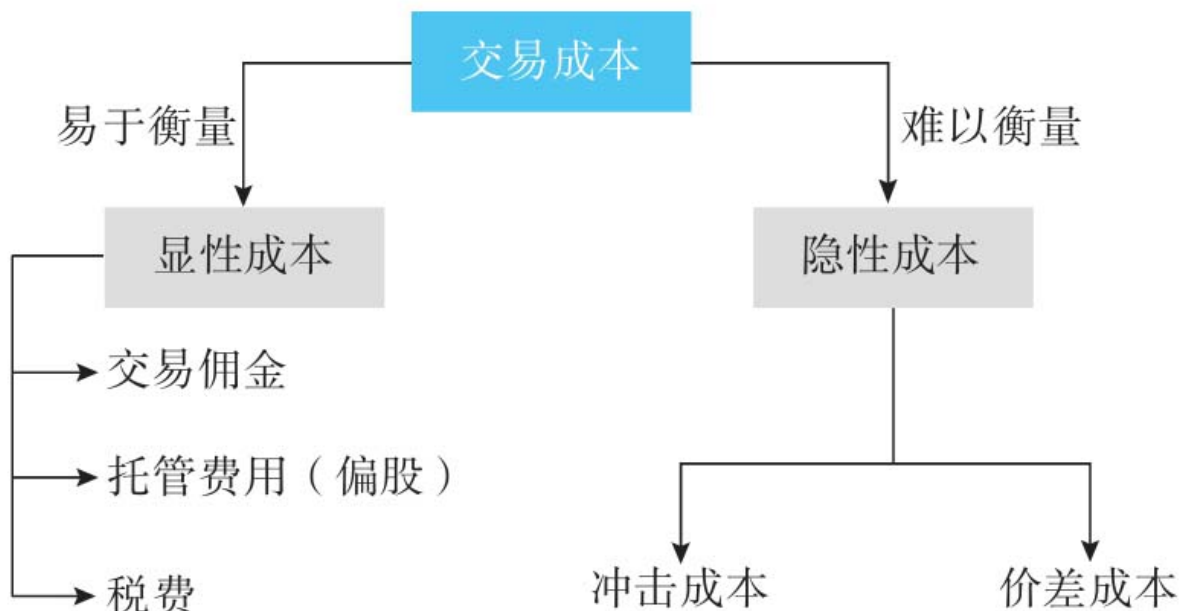 交易成本
易于衡量
难以衡量
显性成本
隐性成本
交易佣金
托管费用（偏股）
税费
冲击成本
价差成本